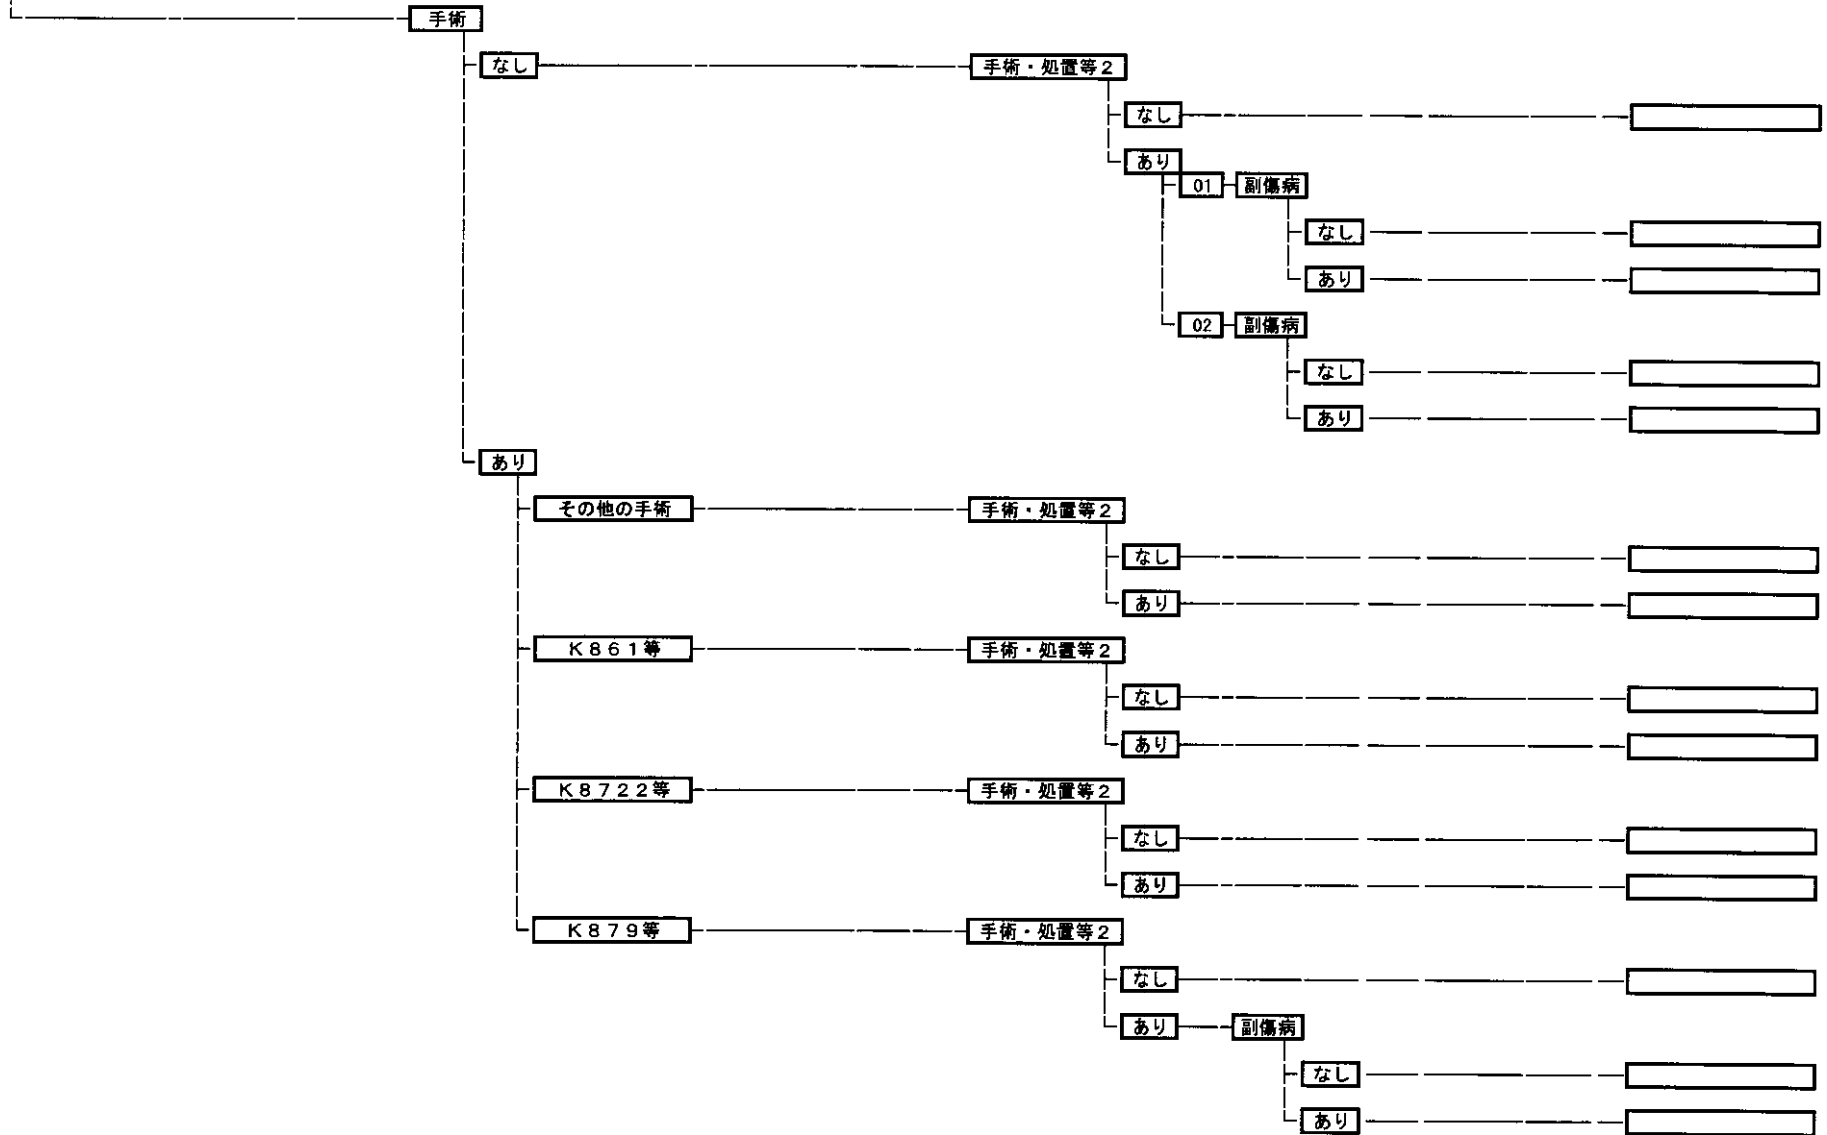 手術
なし 手術・処置等2
なし
あり
01 副傷病
なし
あり
02 副傷病
なし
あり
あり
その他の手術 手術・処置等2
なし
あり
K861等 手術・処置等2
なし
あり
K8722等 手術・処置等2
なし
あり
K879等 手術・処置等2
なし
あり 副傷病
なし
あり